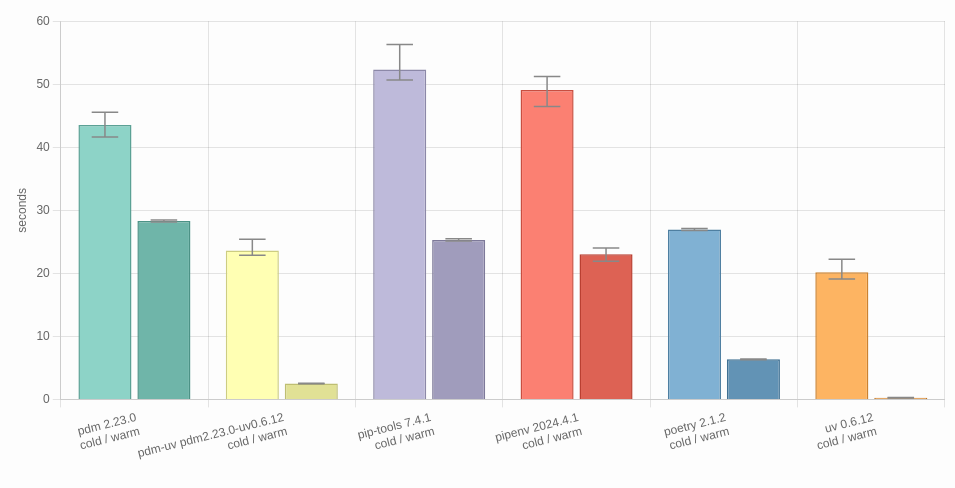 60
50
40
30
20
10
0
seconds
pdm 2.23.0
cold / warm
pdm-uv pdm2.23.0-uv0.6.12
cold / warm
pip-tools 7.4.1
cold / warm
pipenv 2024.4.1
cold / warm
poetry 2.1.2
cold / warm
uv 0.6.12
cold / warm